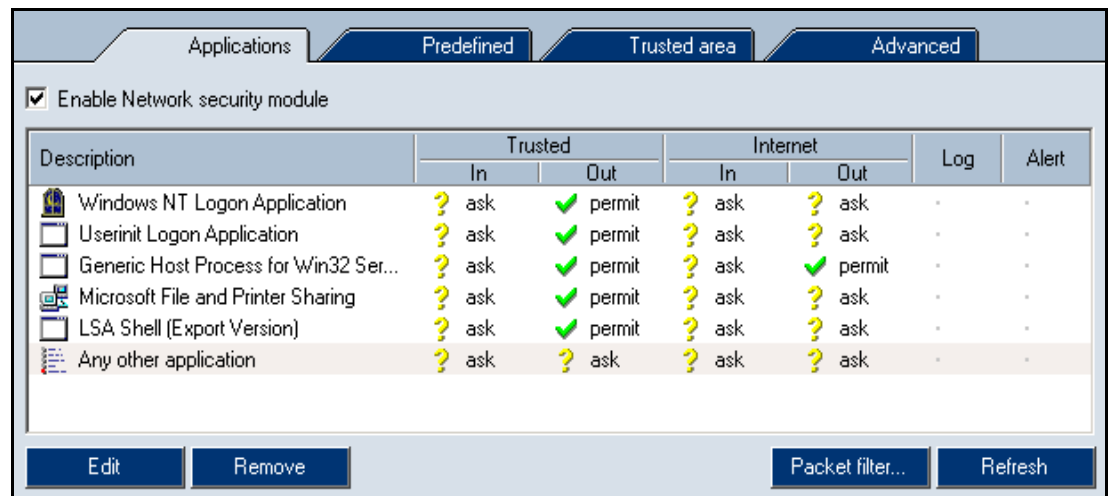 Applications Predefined Trusted area Advanced
Enable Network security module
Description Trusted Internet Log Alert
In Out In Out
Windows NT Logon Application ask permit ask ask
Userinit Logon Application ask permit ask ask
Generic Host Process for Win32 Ser... ask permit ask permit
Microsoft File and Printer Sharing ask permit ask ask
LSA Shell (Export Version) ask permit ask ask
Any other application ask ask ask ask
Edit Remove Packet filter... Refresh